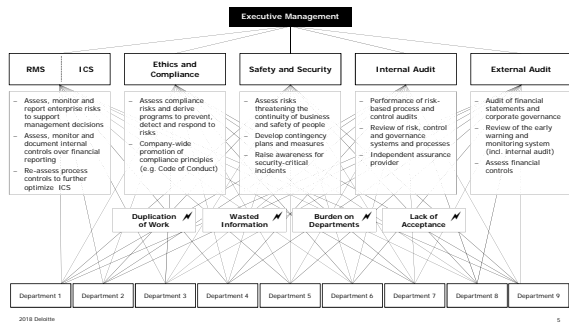 Executive Management
RMS
ICS
Ethics and
Compliance
Safety and Security
Internal Audit
External Audit
– Assess, monitor and
report enterprise risks
to support
management decisions
– Assess, monitor and
document internal
controls over financial
reporting
– Re-assess process
controls to further
optimize ICS
– Assess compliance
risks and derive
programs to prevent,
detect and respond to
risks
– Company-wide
promotion of
compliance principles
(e.g. Code of Conduct)
– Assess risks
threatening the
continuity of business
and safety of people
– Develop contingency
plans and measures
– Raise awareness for
security-critical
incidents
– Performance of risk-
based process and
control audits
– Review of risk, control
and governance
systems and processes
– Independent assurance
provider
– Audit of financial
statements and
corporate governance
– Review of the early
warning and
monitoring system
(incl. internal audit)
– Assess financial
controls
Duplication
of Work
Wasted
Information
Burden on
Departments
Lack of
Acceptance
Department 1
Department 2
Department 3
Department 4
Department 5
Department 6
Department 7
Department 8
Department 9
2018 Deloitte
5